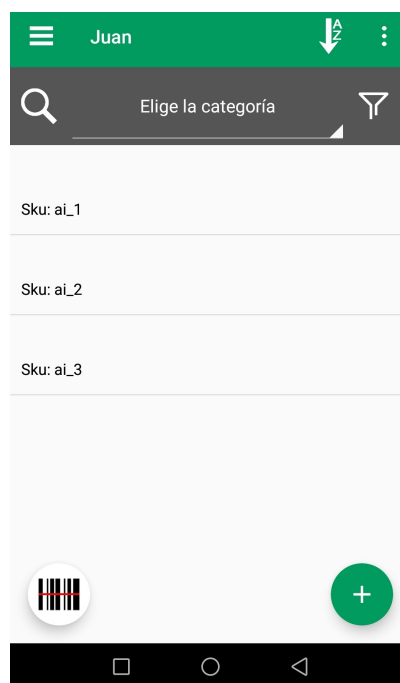 Juan
A
Z
Elige la categoría
Sku: ai_1
Sku: ai_2
Sku: ai_3
+